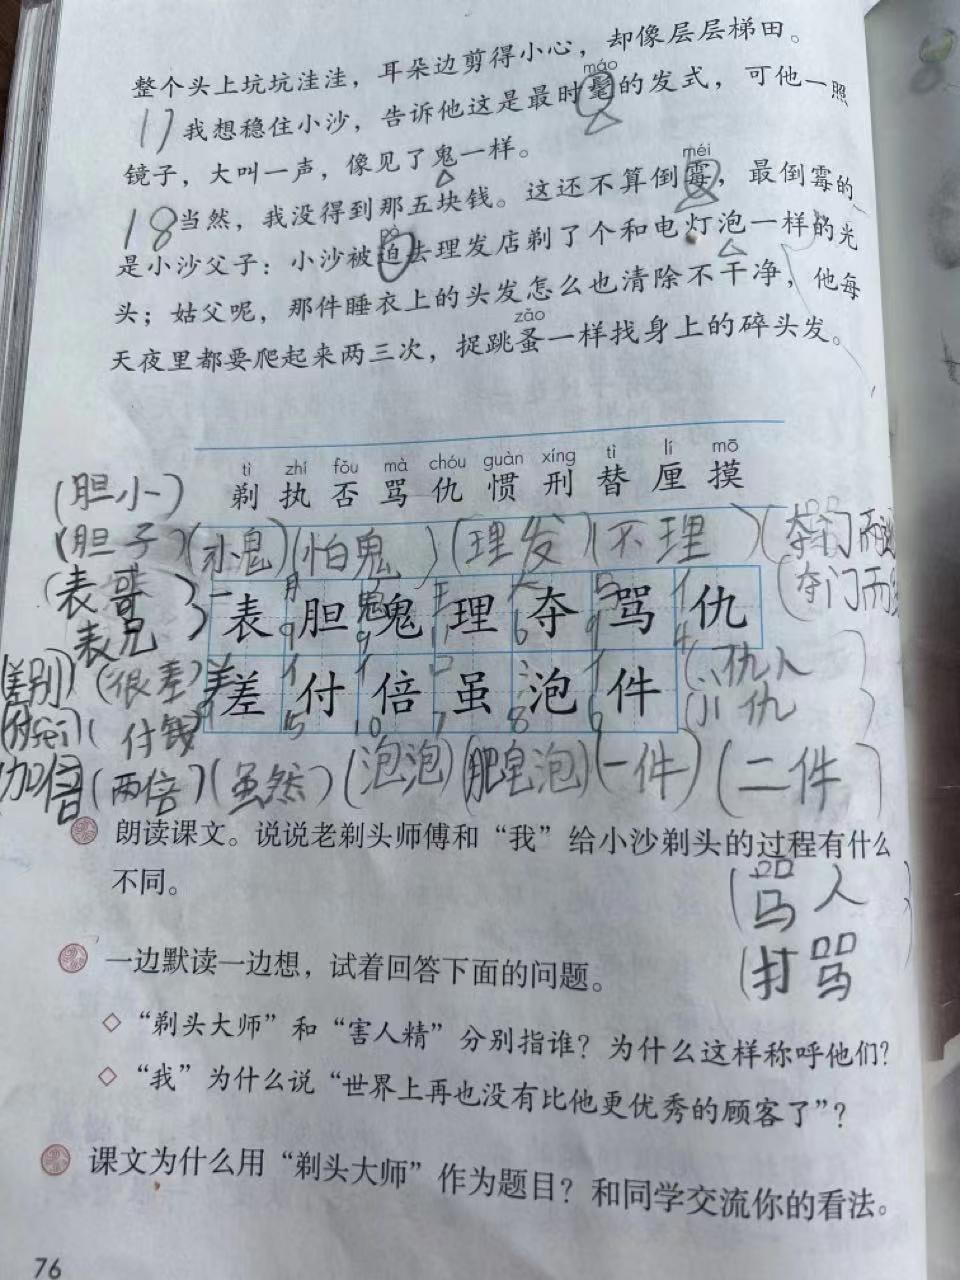 整个头上坑坑洼洼，耳朵边剪得小心，却像层层梯田。
máo
17 我想稳住小沙，告诉他这是最时髦的发式，可他一照
镜子，大叫一声，像见了鬼一样。
méi
18 当然，我没得到那五块钱。这还不算倒霉，最倒霉的
pò
是小沙父子：小沙被迫去理发店剃了个和电灯泡一样的光
头；姑父呢，那件睡衣上的头发怎么也清除不干净，他每
zǎo
天夜里都要爬起来两三次，捉跳蚤一样找身上的碎头发。
tì zhí fǒu mà chóu guàn xíng tì lí mō
剃 执 否 骂 仇 惯 刑 替 厘 摸
(胆小)
(胆子) (小鬼) (怕鬼) (理发) (不理) (夺门而
(表哥 (夺门而
表兄)
表 胆 鬼 理 夺 骂 仇
9 9 11 6 9 4
(差别) (很差) 差 付 倍 虽 泡 件 (仇人
5 10 9 8 6
付钱) 仇
加倍 (两倍) (虽然) (泡泡) (肥皂泡) (一件) (二件)
朗读课文。说说老剃头师傅和“我”给小沙剃头的过程有什么
不同。
(骂人
(打骂
一边默读一边想，试着回答下面的问题。
◇ “剃头大师”和“害人精”分别指谁？为什么这样称呼他们？
◇ “我”为什么说“世界上再也没有比他更优秀的顾客了”？
课文为什么用“剃头大师”作为题目？和同学交流你的看法。
76